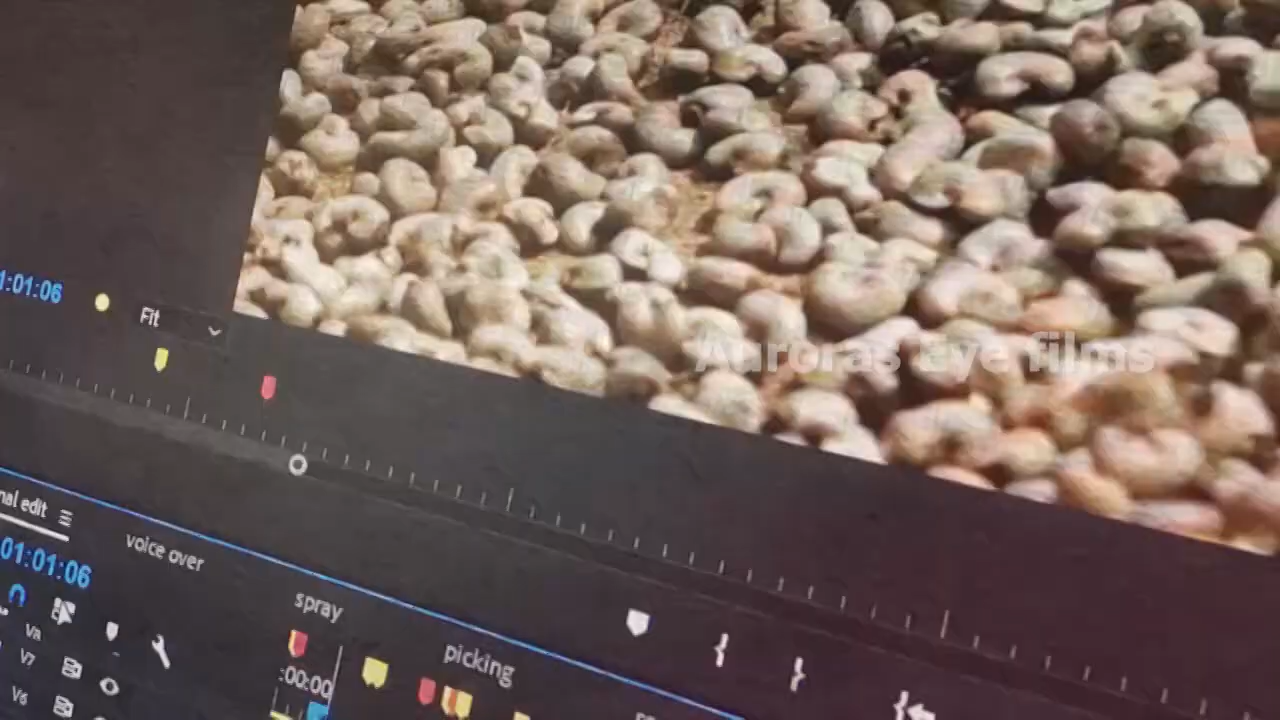 1:01:06
Fit
Auroras Eye films
nal edit
voice over
spray
picking
01:01:06
:00:00
V8
V7
V6